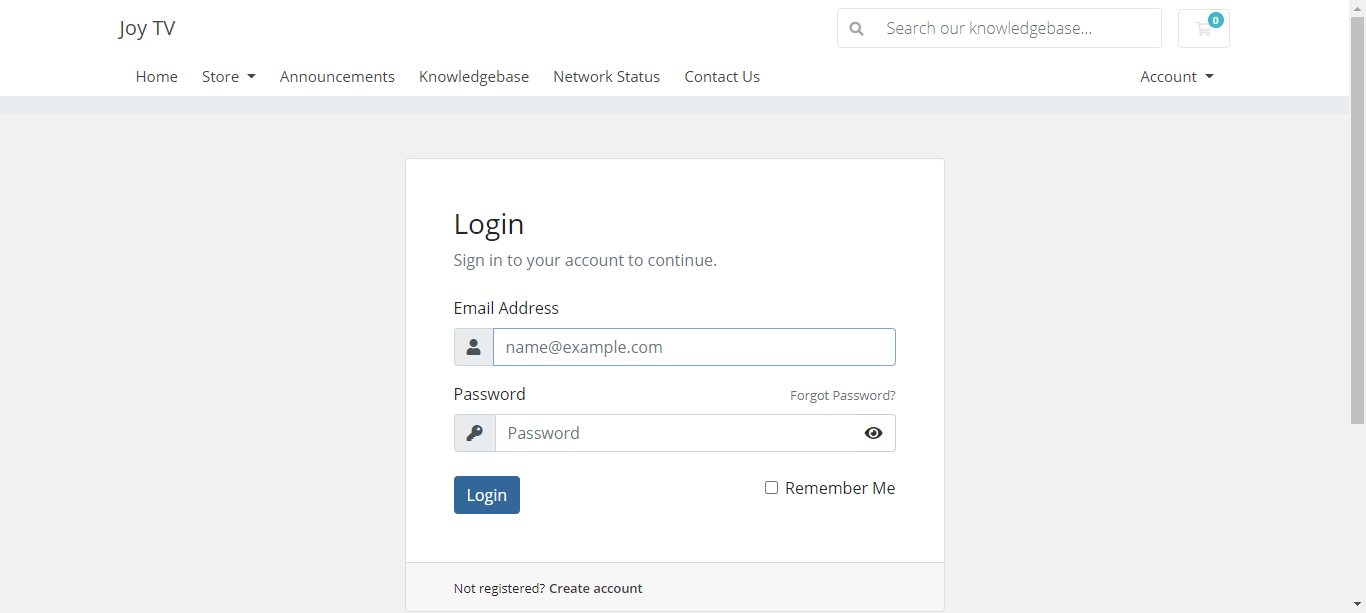 Joy TV
Search our knowledgebase...
0
Home Store Announcements Knowledgebase Network Status Contact Us Account
Login
Sign in to your account to continue.
Email Address
name@example.com
Password Forgot Password?
Password
Login Remember Me
Not registered? Create account